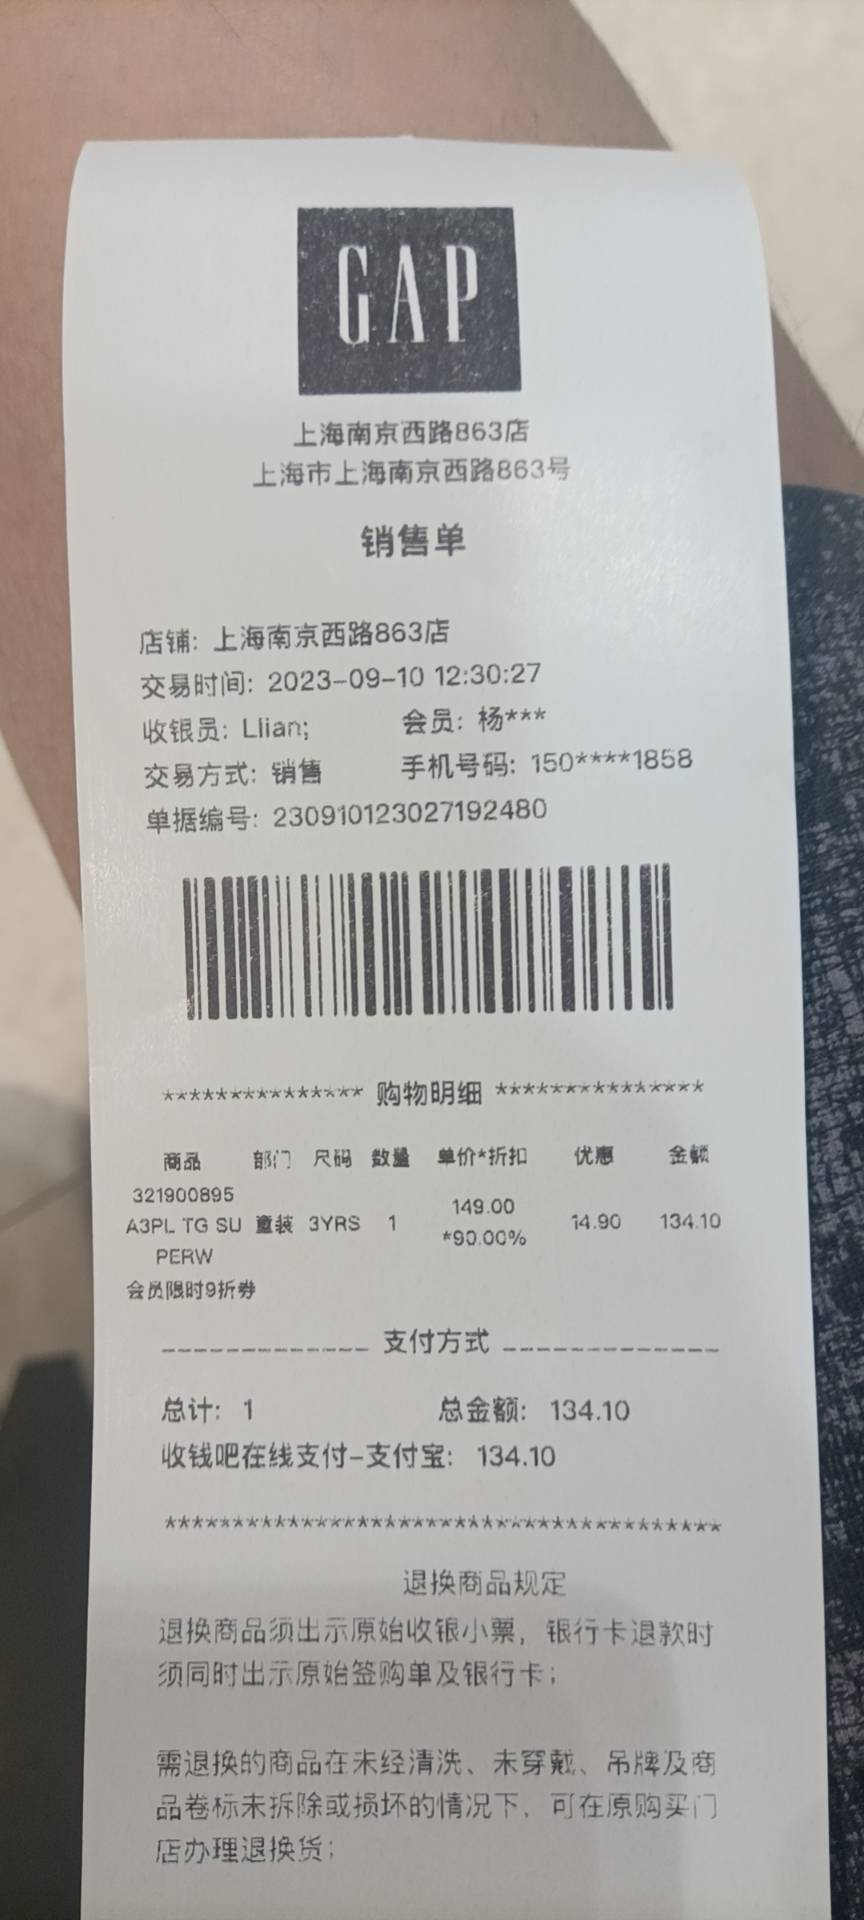 GAP
上海南京西路863店
上海市上海南京西路863号
销售单
店铺: 上海南京西路863店
交易时间: 2023-09-10 12:30:27
收银员: Llian; 会员: 杨***
交易方式: 销售 手机号码: 150****1858
单据编号: 230910123027192480
*************** 购物明细 ****************
商品 部门 尺码 数量 单价*折扣 优惠 金额
321900895
A3PL TG SU 童装 3YRS 1 149.00 14.90 134.10
PERW *90.00%
会员限时9折券
_____________ 支付方式 _____________
总计: 1 总金额: 134.10
收钱吧在线支付-支付宝: 134.10
*****************************************
退换商品规定
退换商品须出示原始收银小票, 银行卡退款时
须同时出示原始签购单及银行卡;
需退换的商品在未经清洗、未穿戴、吊牌及商
品卷标未拆除或损坏的情况下, 可在原购买门
店办理退换货;